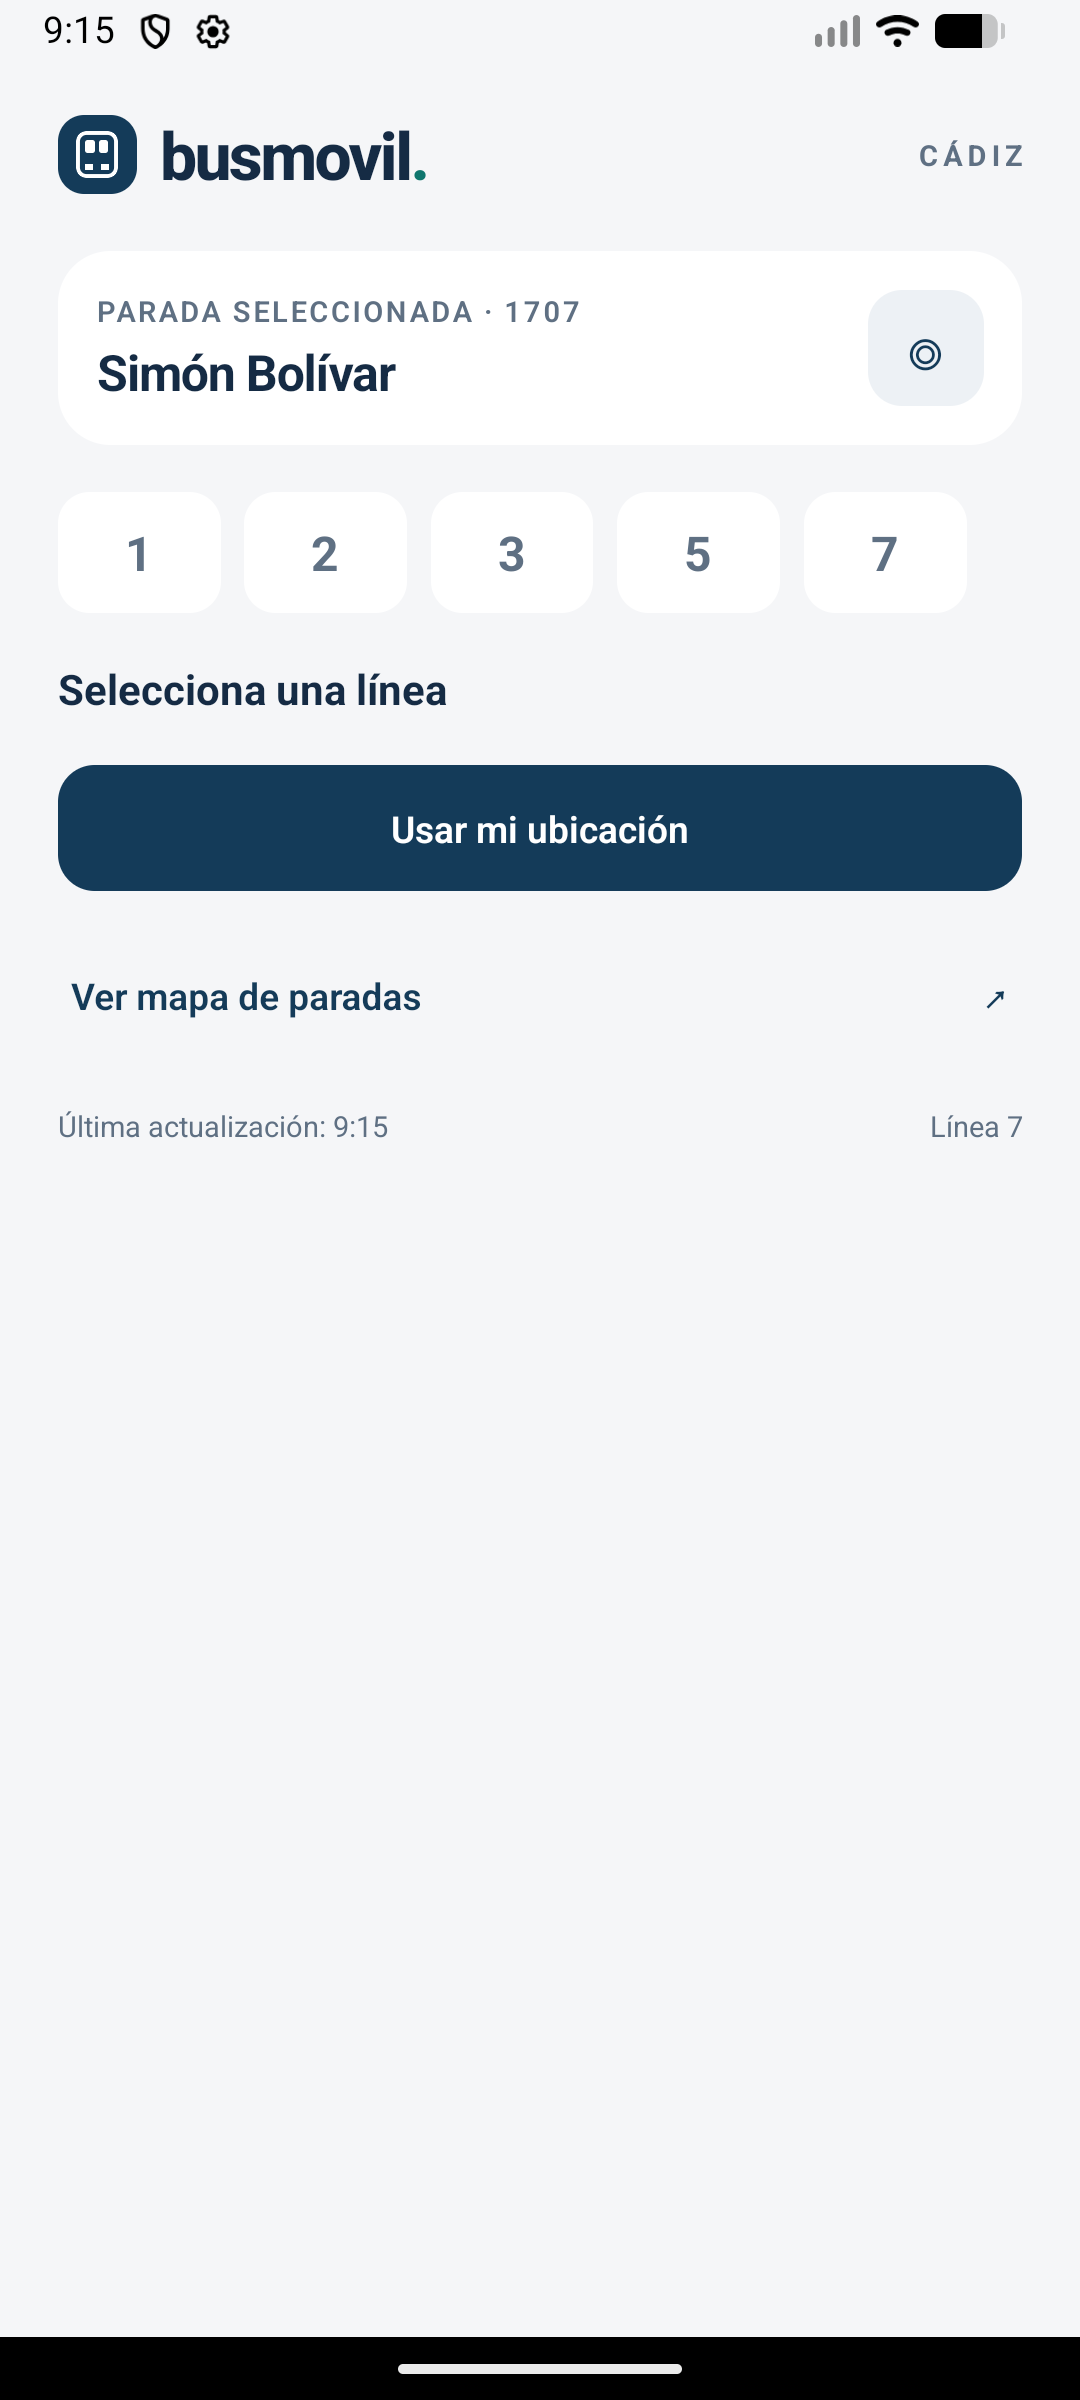 9:15
busmovil.
CÁDIZ
PARADA SELECCIONADA · 1707
Simón Bolívar
1 2 3 5 7
Selecciona una línea
Usar mi ubicación
Ver mapa de paradas
Última actualización: 9:15
Línea 7